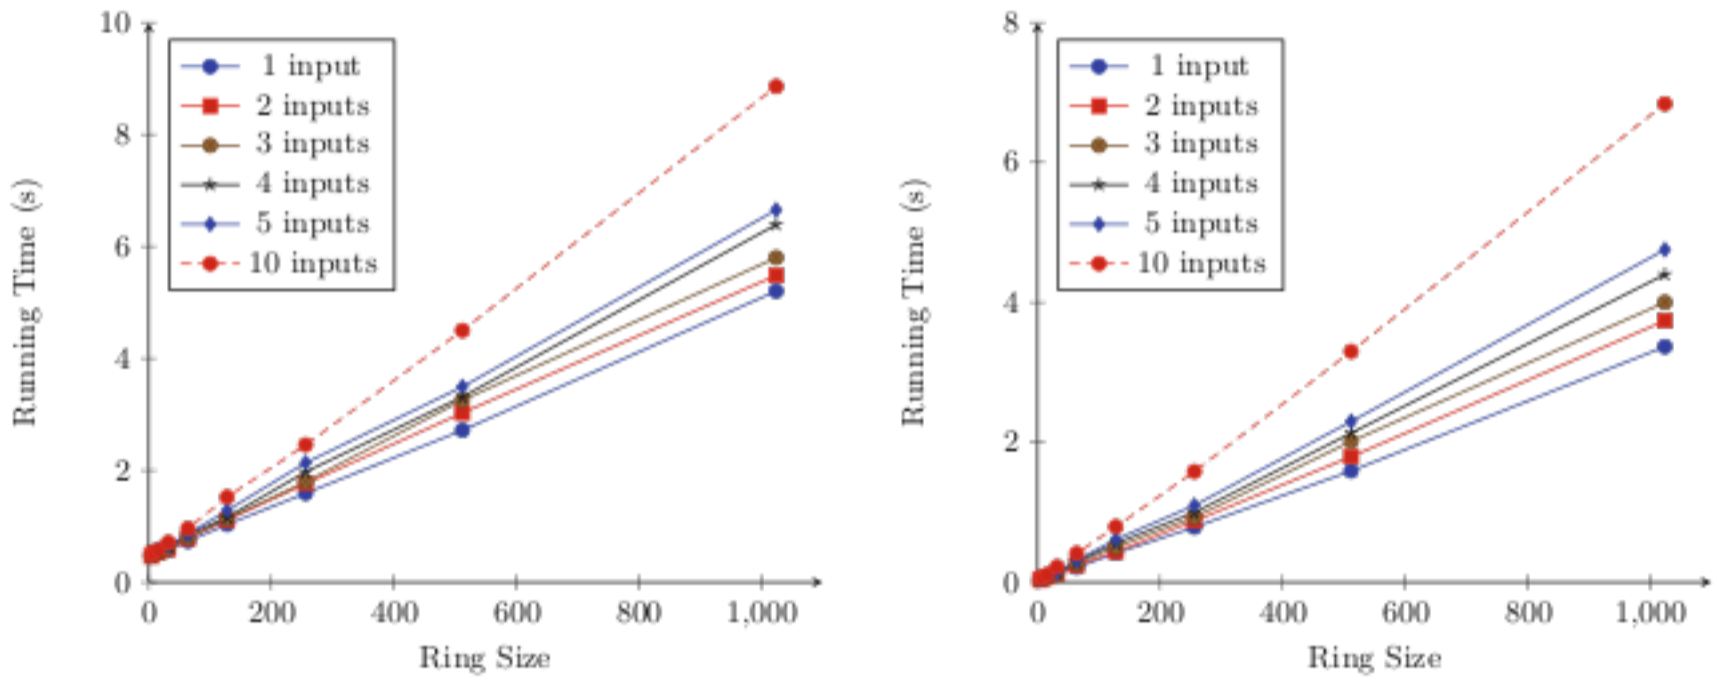 10
8
6
4
2
0
Running Time (s)
1 input
2 inputs
3 inputs
4 inputs
5 inputs
10 inputs
0 200 400 600 800 1,000
Ring Size
8
6
4
2
0
Running Time (s)
1 input
2 inputs
3 inputs
4 inputs
5 inputs
10 inputs
0 200 400 600 800 1,000
Ring Size